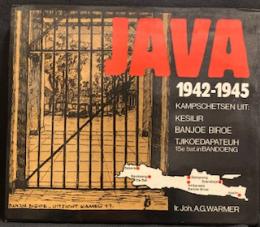 JAVA
1942-1945
KAMPSCHETSEN UIT:
KESILIR
BANJOE BIROE
TJIKOEDAPATEUH
15e bat. in BANDOENG
Ir. Joh. A.G. WARMER